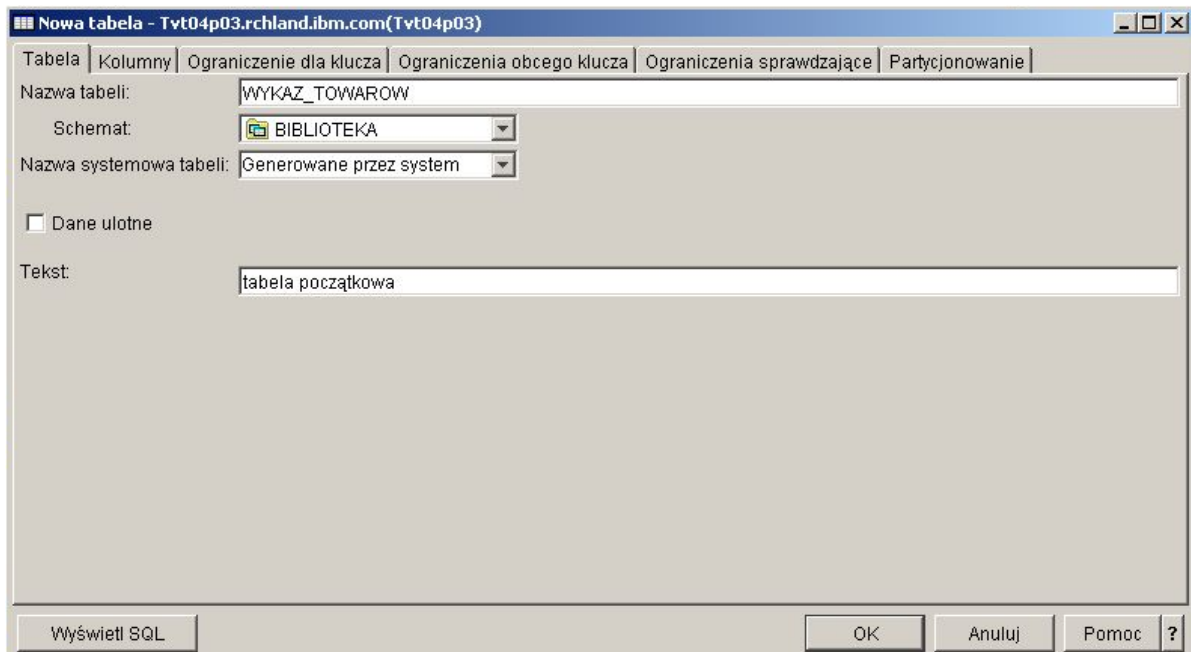 Nowa tabela - Tvt04p03.rchland.ibm.com(Tvt04p03)
Tabela Kolumny Ograniczenie dla klucza Ograniczenia obcego klucza Ograniczenia sprawdzające Partycjonowanie
Nazwa tabeli: WYKAZ_TOWAROW
Schemat: BIBLIOTEKA
Nazwa systemowa tabeli: Generowane przez system
Dane ulotne
Tekst: tabela początkowa
Wyświetl SQL OK Anuluj Pomoc ?